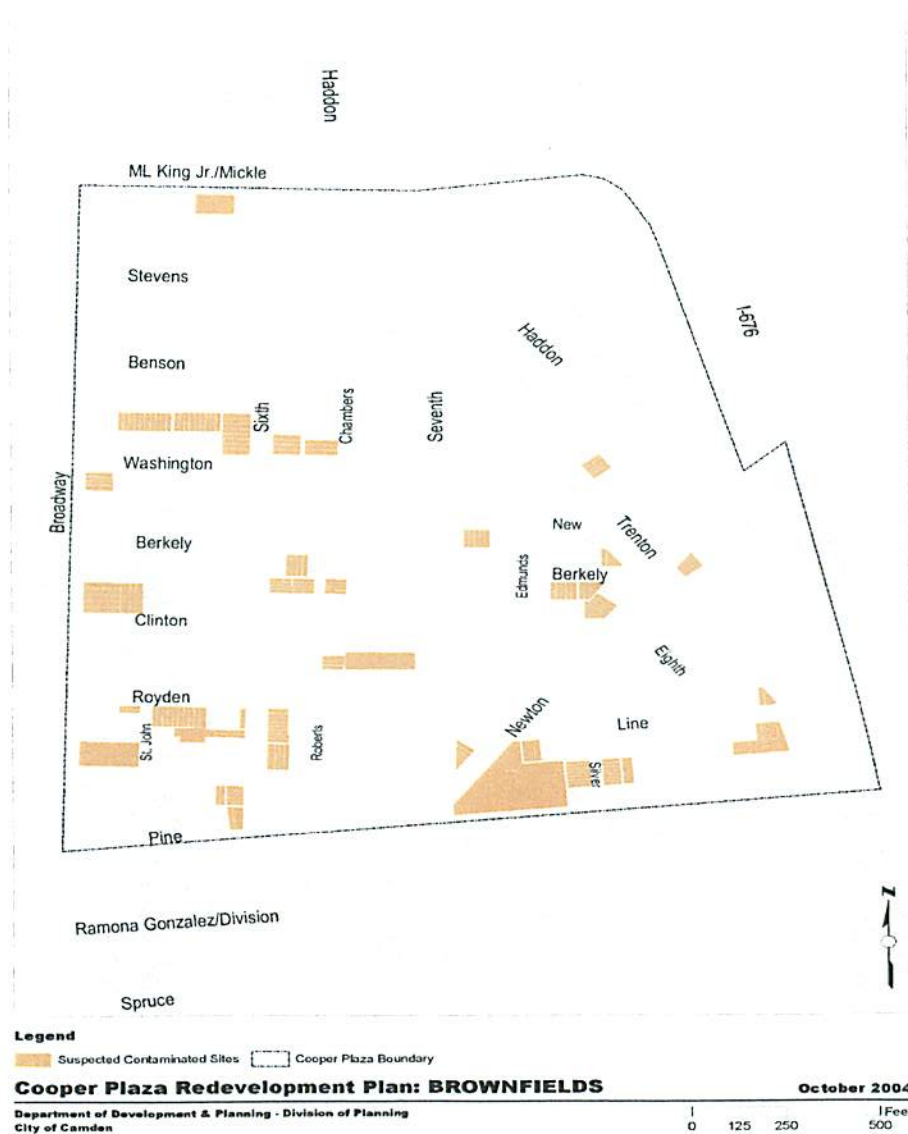 Haddon
ML King Jr./Mickle
Stevens
I-676
Haddon
Benson
Sixth
Chambers
Seventh
Washington
Broadway
New
Trenton
Berkely
Edmunds
Berkely
Clinton
Eighth
Royden
Newton
Line
St. John
Roberts
Silver
Pine
Ramona Gonzalez/Division
Spruce
Legend
Suspected Contaminated Sites Cooper Plaza Boundary
Cooper Plaza Redevelopment Plan: BROWNFIELDS October 2004
Department of Development & Planning - Division of Planning
City of Camden
Fee
0 125 250 500